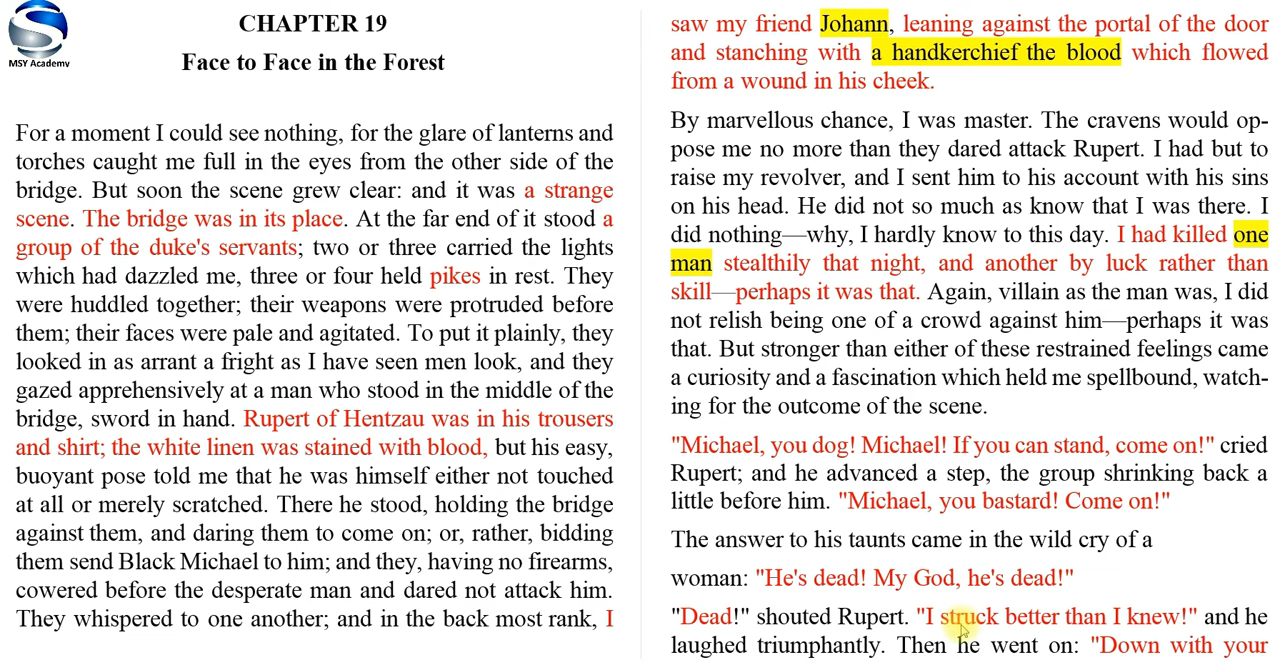 MSY Academy
CHAPTER 19
Face to Face in the Forest
For a moment I could see nothing, for the glare of lanterns and
torches caught me full in the eyes from the other side of the
bridge. But soon the scene grew clear: and it was a strange
scene. The bridge was in its place. At the far end of it stood a
group of the duke's servants; two or three carried the lights
which had dazzled me, three or four held pikes in rest. They
were huddled together; their weapons were protruded before
them; their faces were pale and agitated. To put it plainly, they
looked in as arrant a fright as I have seen men look, and they
gazed apprehensively at a man who stood in the middle of the
bridge, sword in hand. Rupert of Hentzau was in his trousers
and shirt; the white linen was stained with blood, but his easy,
buoyant pose told me that he was himself either not touched
at all or merely scratched. There he stood, holding the bridge
against them, and daring them to come on; or, rather, bidding
them send Black Michael to him; and they, having no firearms,
cowered before the desperate man and dared not attack him.
They whispered to one another; and in the back most rank, I
saw my friend Johann, leaning against the portal of the door
and stanching with a handkerchief the blood which flowed
from a wound in his cheek.
By marvellous chance, I was master. The cravens would op-
pose me no more than they dared attack Rupert. I had but to
raise my revolver, and I sent him to his account with his sins
on his head. He did not so much as know that I was there. I
did nothing—why, I hardly know to this day. I had killed one
man stealthily that night, and another by luck rather than
skill—perhaps it was that. Again, villain as the man was, I did
not relish being one of a crowd against him—perhaps it was
that. But stronger than either of these restrained feelings came
a curiosity and a fascination which held me spellbound, watch-
ing for the outcome of the scene.
"Michael, you dog! Michael! If you can stand, come on!" cried
Rupert; and he advanced a step, the group shrinking back a
little before him. "Michael, you bastard! Come on!"
The answer to his taunts came in the wild cry of a
woman: "He's dead! My God, he's dead!"
"Dead!" shouted Rupert. "I struck better than I knew!" and he
laughed triumphantly. Then he went on: "Down with your